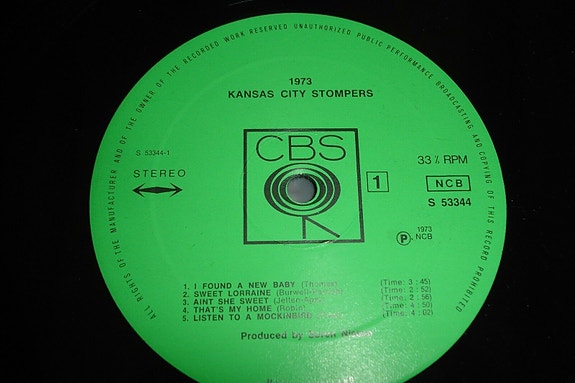 ALL RIGHTS OF THE MANUFACTURER AND OF THE OWNER OF THE RECORDED WORK RESERVED UNAUTHORIZED PUBLIC PERFORMANCE BROADCASTING AND COPYING OF THIS RECORD PROHIBITED
1973
KANSAS CITY STOMPERS
CBS
S 53344-1
STEREO
1
33 ⅓ RPM
NCB
S 53344
P 1973
NCB
1. I FOUND A NEW BABY (Time: 3:45)
2. SWEET LORRAINE (Time: 2:52)
3. AINT SHE SWEET (Time: 2:56)
4. THAT'S MY HOME (Time: 4:50)
5. LISTEN TO A MOCKINBIRD (Time: 4:02)
Produced by